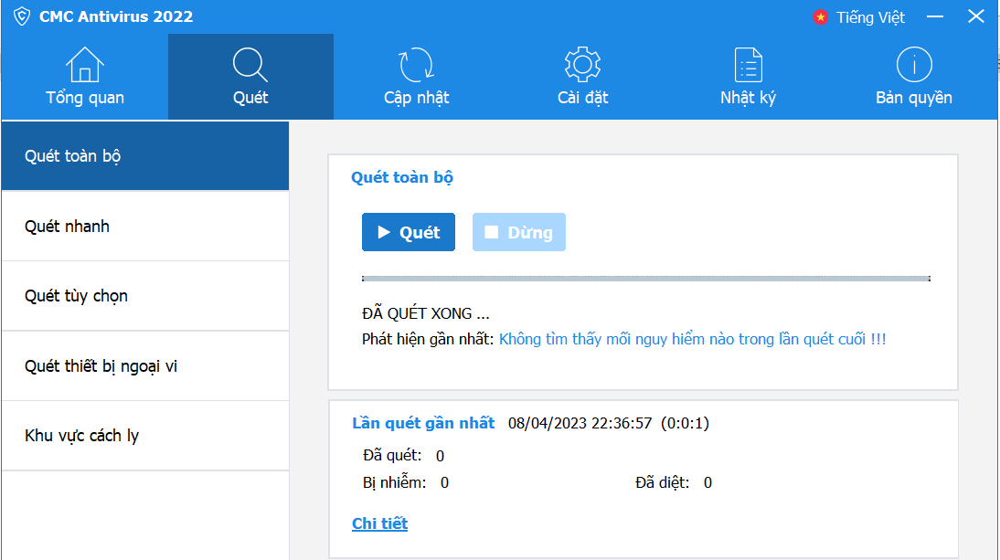 CMC Antivirus 2022
Tiếng Việt
Tổng quan
Quét
Cập nhật
Cài đặt
Nhật ký
Bản quyền
Quét toàn bộ
Quét nhanh
Quét tùy chọn
Quét thiết bị ngoại vi
Khu vực cách ly
Quét toàn bộ
Quét
Dừng
ĐÃ QUÉT XONG ...
Phát hiện gần nhất: Không tìm thấy mối nguy hiểm nào trong lần quét cuối !!!
Lần quét gần nhất 08/04/2023 22:36:57 (0:0:1)
Đã quét: 0
Bị nhiễm: 0 Đã diệt: 0
Chi tiết